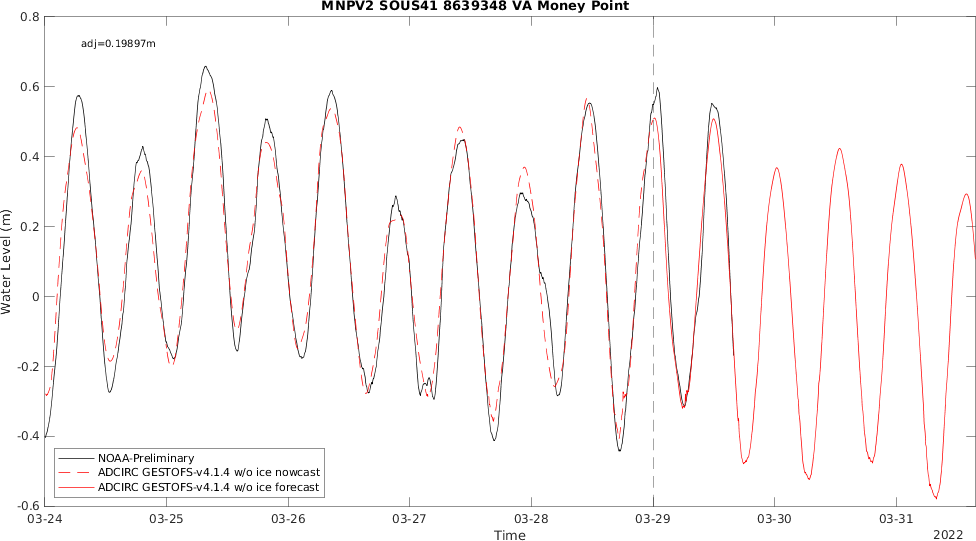 MNPV2 SOUS41 8639348 VA Money Point
adj=0.19897m
0.8
0.6
0.4
0.2
0
-0.2
-0.4
-0.6
Water Level (m)
NOAA-Preliminary
ADCIRC GESTOFS-v4.1.4 w/o ice nowcast
ADCIRC GESTOFS-v4.1.4 w/o ice forecast
03-24 03-25 03-26 03-27 03-28 03-29 03-30 03-31
Time
2022